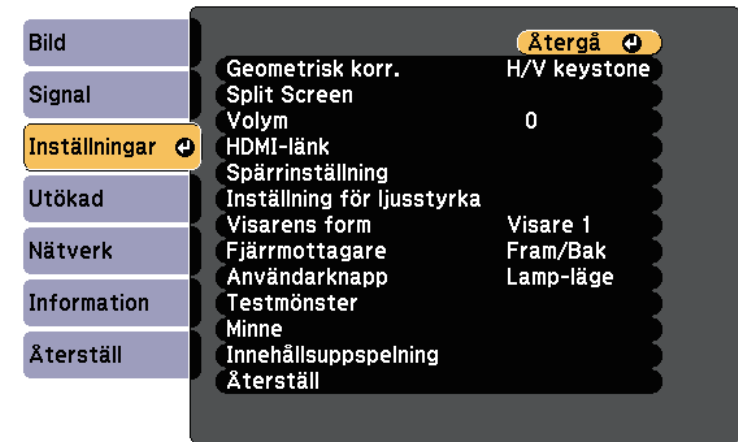 Bild
Signal
Inställningar
Utökad
Nätverk
Information
Återställ
Återgå
Geometrisk korr. H/V keystone
Split Screen
Volym 0
HDMI-länk
Spärrinställning
Inställning för ljusstyrka
Visarens form Visare 1
Fjärrmottagare Fram/Bak
Användarknapp Lamp-läge
Testmönster
Minne
Innehållsuppspelning
Återställ